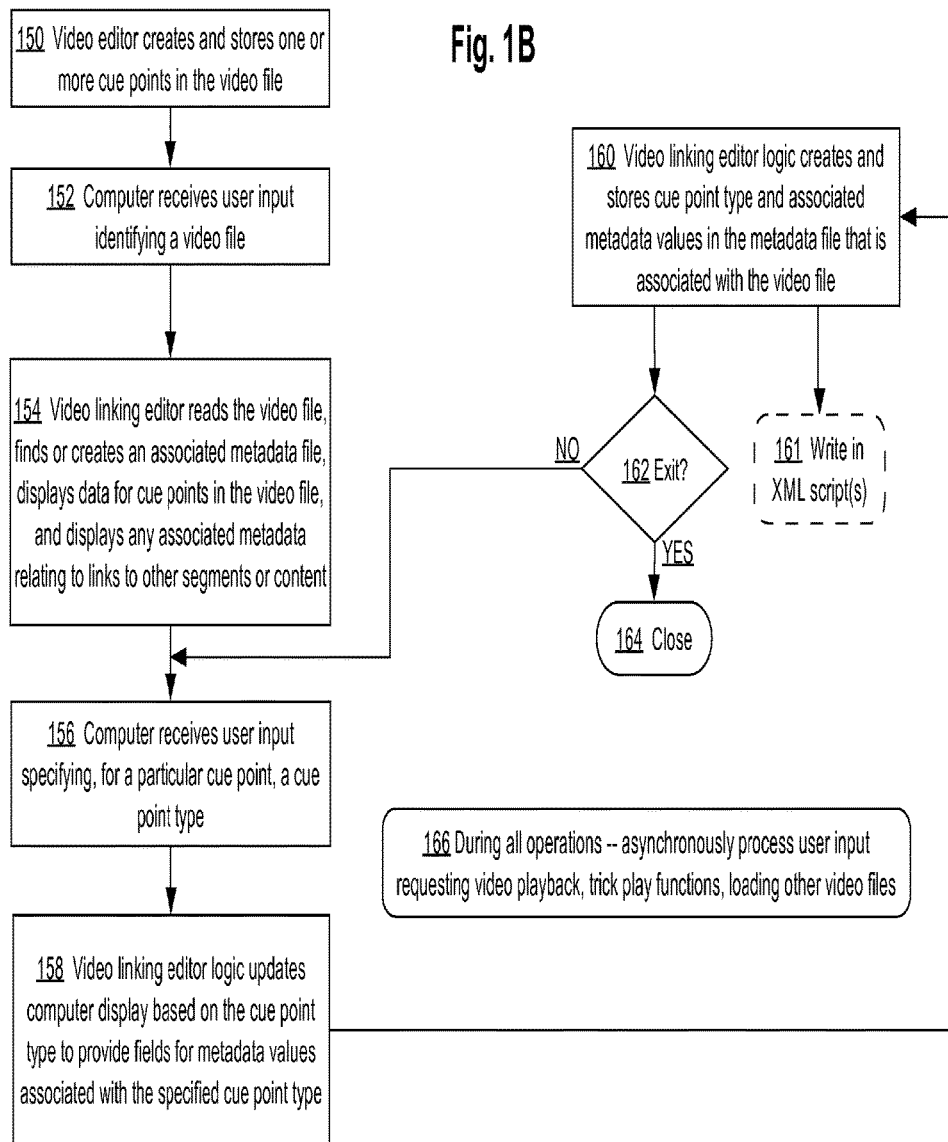 Fig. 1B
150 Video editor creates and stores one or
more cue points in the video file
152 Computer receives user input
identifying a video file
154 Video linking editor reads the video file,
finds or creates an associated metadata file,
displays data for cue points in the video file,
and displays any associated metadata
relating to links to other segments or content
156 Computer receives user input
specifying, for a particular cue point, a cue
point type
158 Video linking editor logic updates
computer display based on the cue point
type to provide fields for metadata values
associated with the specified cue point type
160 Video linking editor logic creates and
stores cue point type and associated
metadata values in the metadata file that is
associated with the video file
161 Write in
XML script(s)
162 Exit?
NO
YES
164 Close
166 During all operations -- asynchronously process user input
requesting video playback, trick play functions, loading other video files